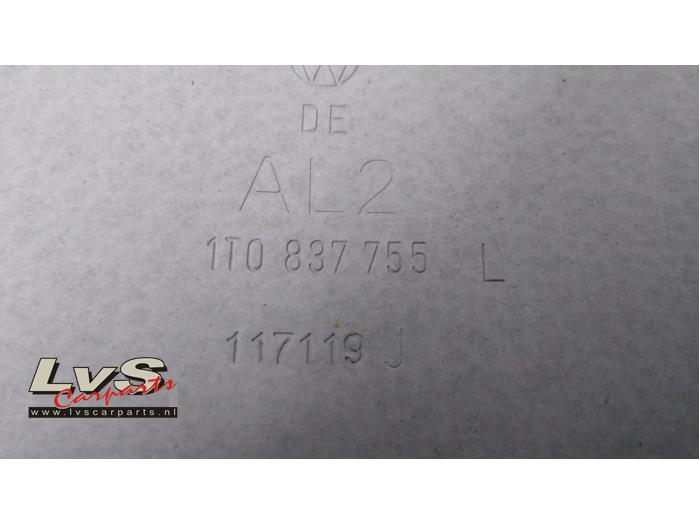 DE
AL2
1T0 837 755 L
117119 J
LvS
Carparts
www.lvscarparts.nl